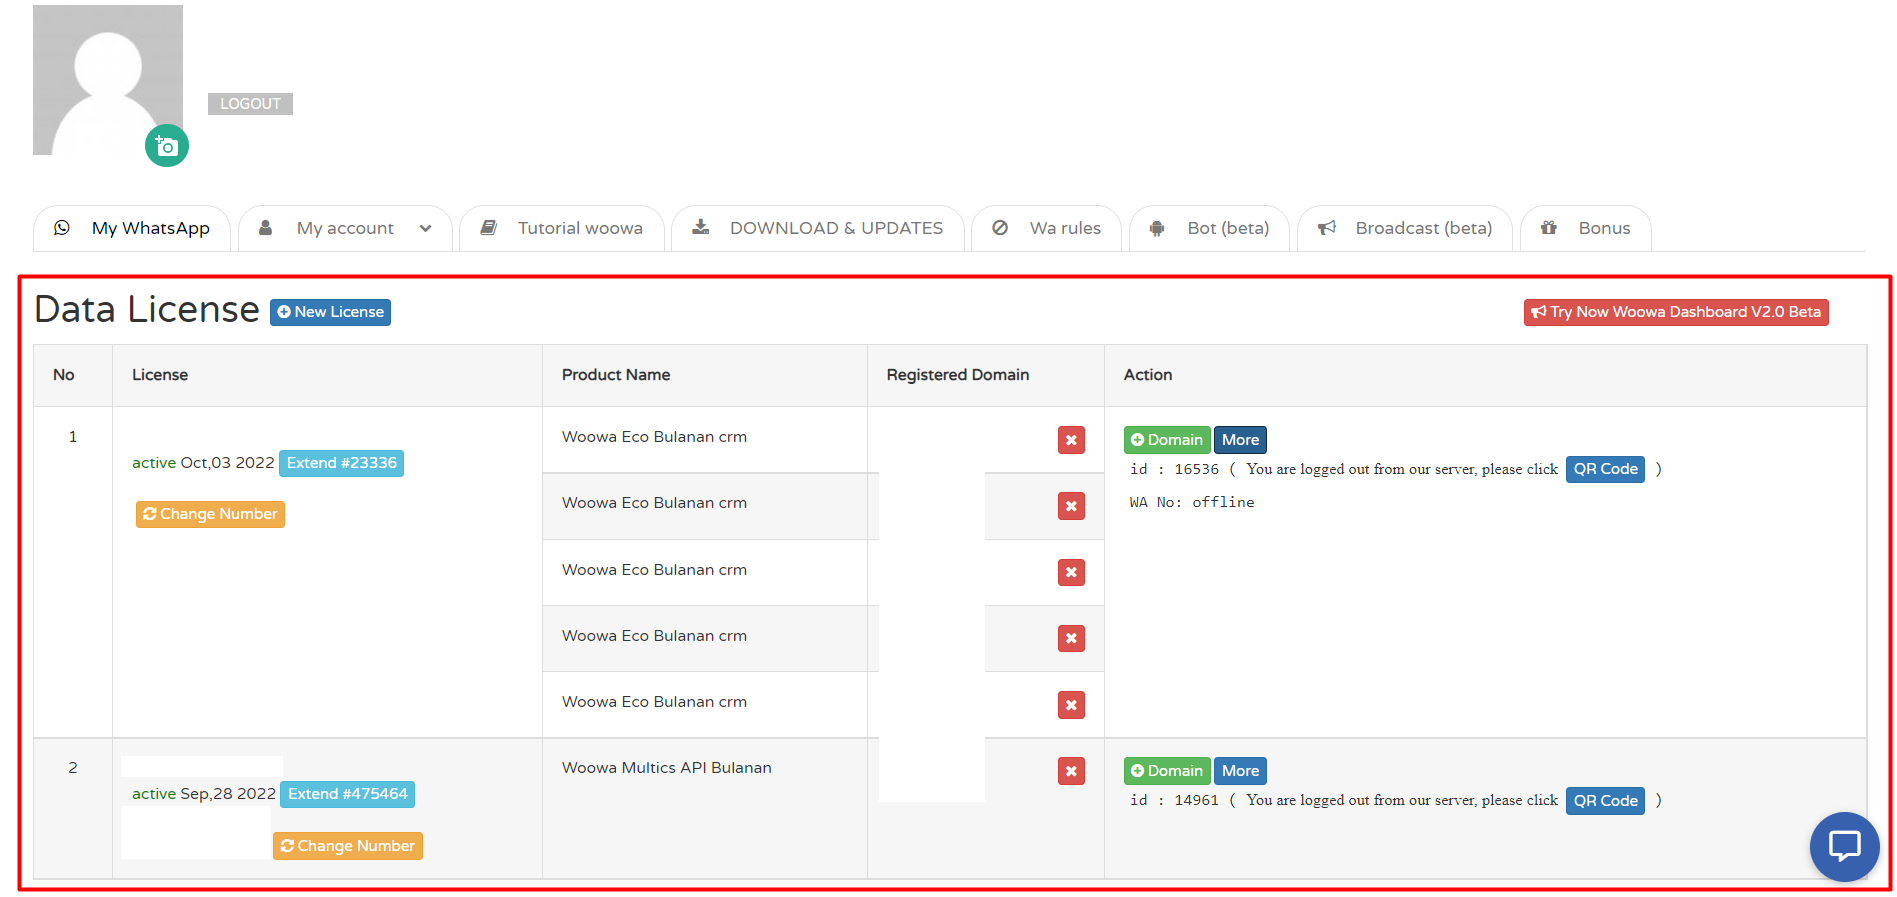 LOGOUT
My WhatsApp My account Tutorial woowa DOWNLOAD & UPDATES Wa rules Bot (beta) Broadcast (beta) Bonus
Data License New License Try Now Woowa Dashboard V2.0 Beta
No License Product Name Registered Domain Action
1 Woowa Eco Bulanan crm Domain More
active Oct,03 2022 Extend #23336 id : 16536 ( You are logged out from our server, please click QR Code )
Change Number Woowa Eco Bulanan crm WA No: offline
Woowa Eco Bulanan crm
Woowa Eco Bulanan crm
Woowa Eco Bulanan crm
2 Woowa Multics API Bulanan Domain More
active Sep,28 2022 Extend #475464 id : 14961 ( You are logged out from our server, please click QR Code )
Change Number